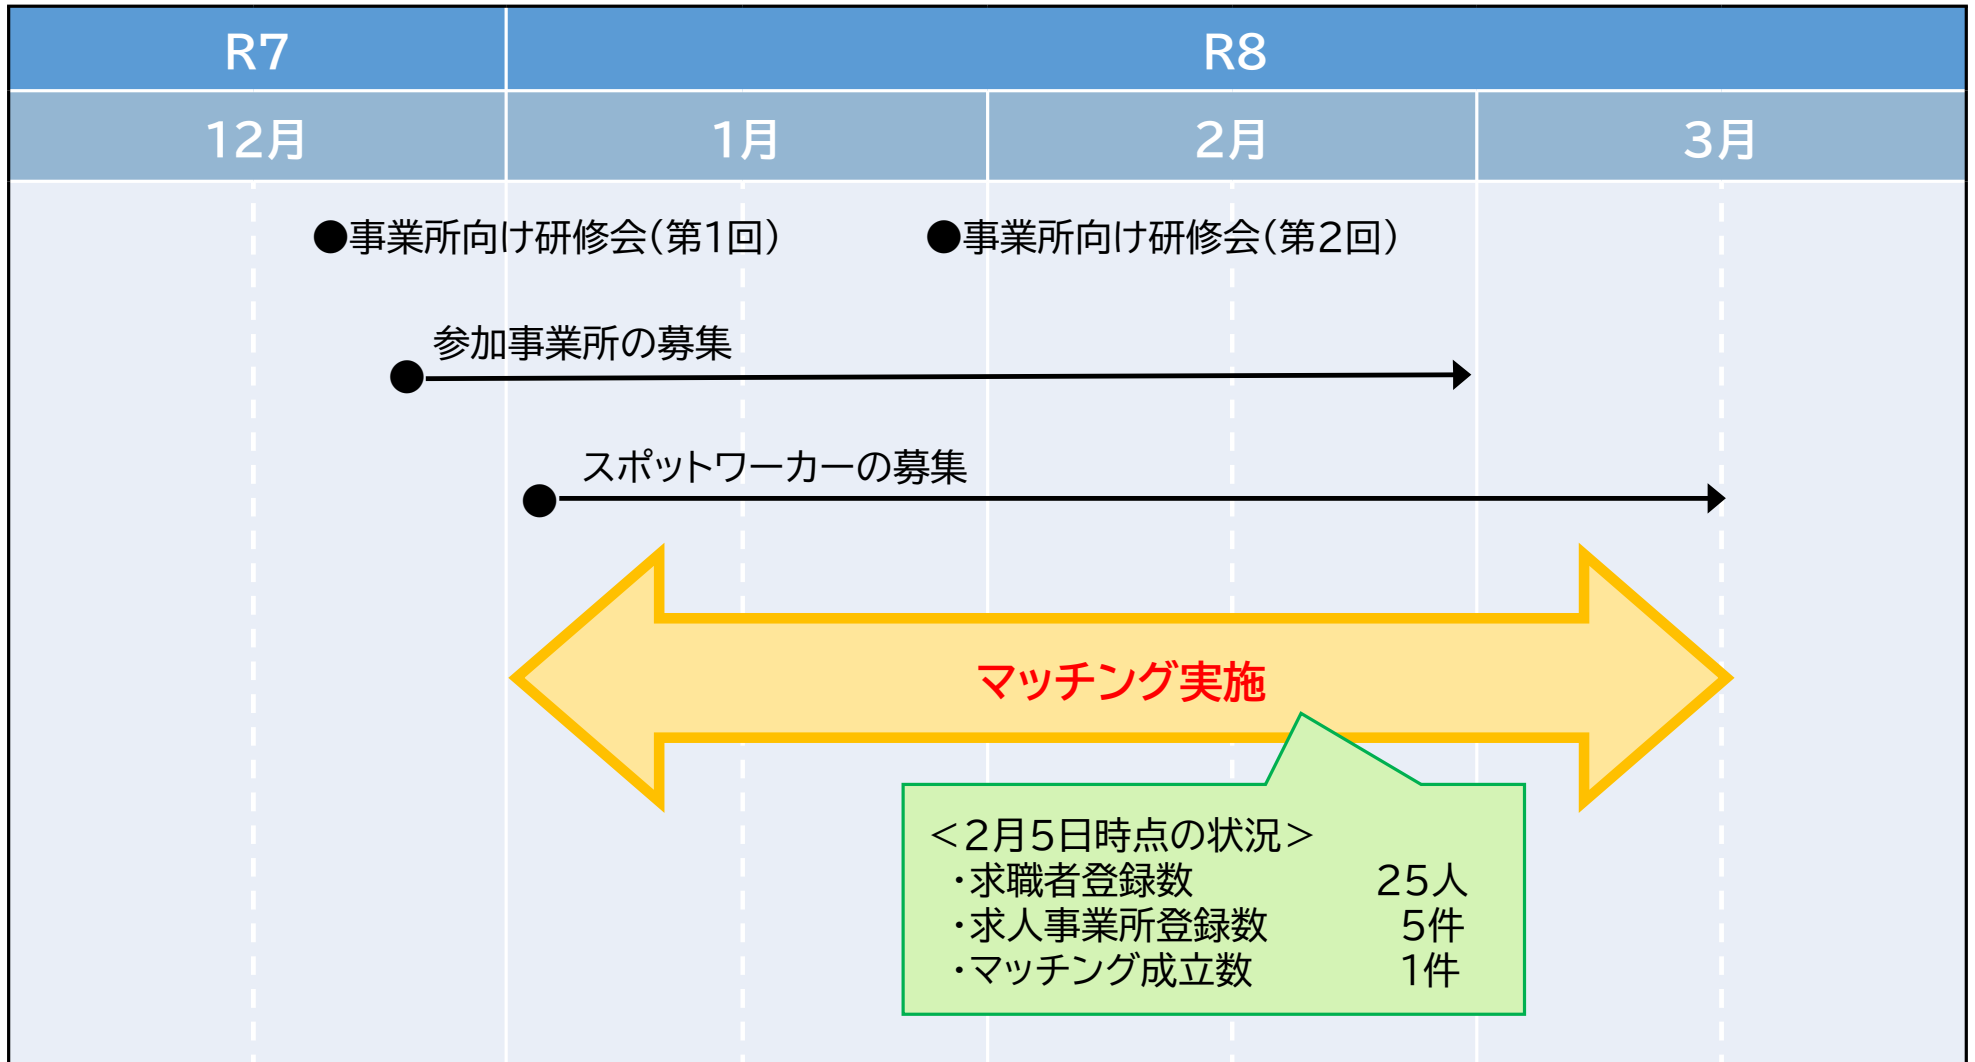 R7
R8
12月
1月
2月
3月
●事業所向け研修会(第1回)
●事業所向け研修会(第2回)
参加事業所の募集
スポットワーカーの募集
マッチング実施
＜2月5日時点の状況＞
・求職者登録数 25人
・求人事業所登録数 5件
・マッチング成立数 1件